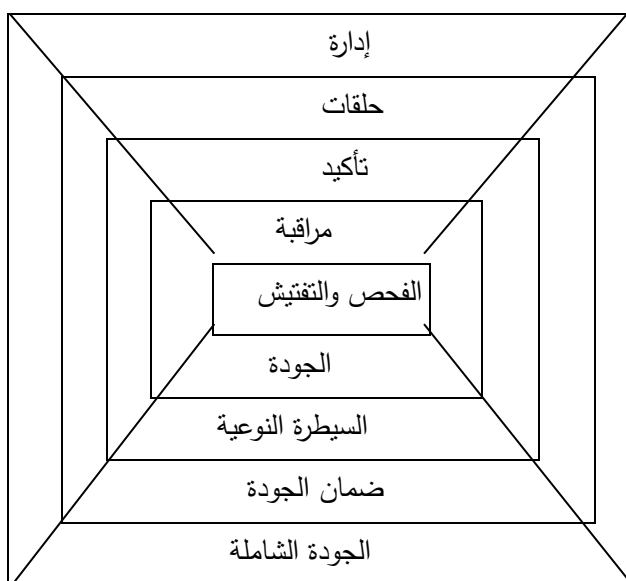 إدارة
حلقات
تأكيد
مراقبة
الفحص والتفتيش
الجودة
السيطرة النوعية
ضمان الجودة
الجودة الشاملة